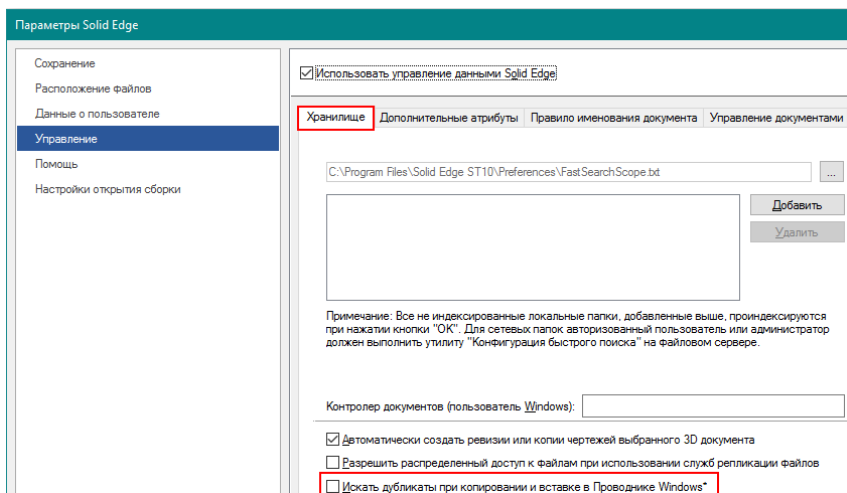 Параметры Solid Edge
Сохранение
Расположение файлов
Данные о пользователе
Управление
Помощь
Настройки открытия сборки
Использовать управление данными Solid Edge
Хранилище Дополнительные атрибуты Правило именования документа Управление документами
C:\Program Files\Solid Edge ST10\Preferences\FastSearchScope.txt ...
Добавить
Удалить
Примечание: Все не индексированные локальные папки, добавленные выше, проиндексируются
при нажатии кнопки "ОК". Для сетевых папок авторизованный пользователь или администратор
должен выполнить утилиту "Конфигурация быстрого поиска" на файловом сервере.
Контролер документов (пользователь Windows):
Автоматически создать ревизии или копии чертежей выбранного 3D документа
Разрешить распределенный доступ к файлам при использовании служб репликации файлов
Искать дубликаты при копировании и вставке в Проводнике Windows*